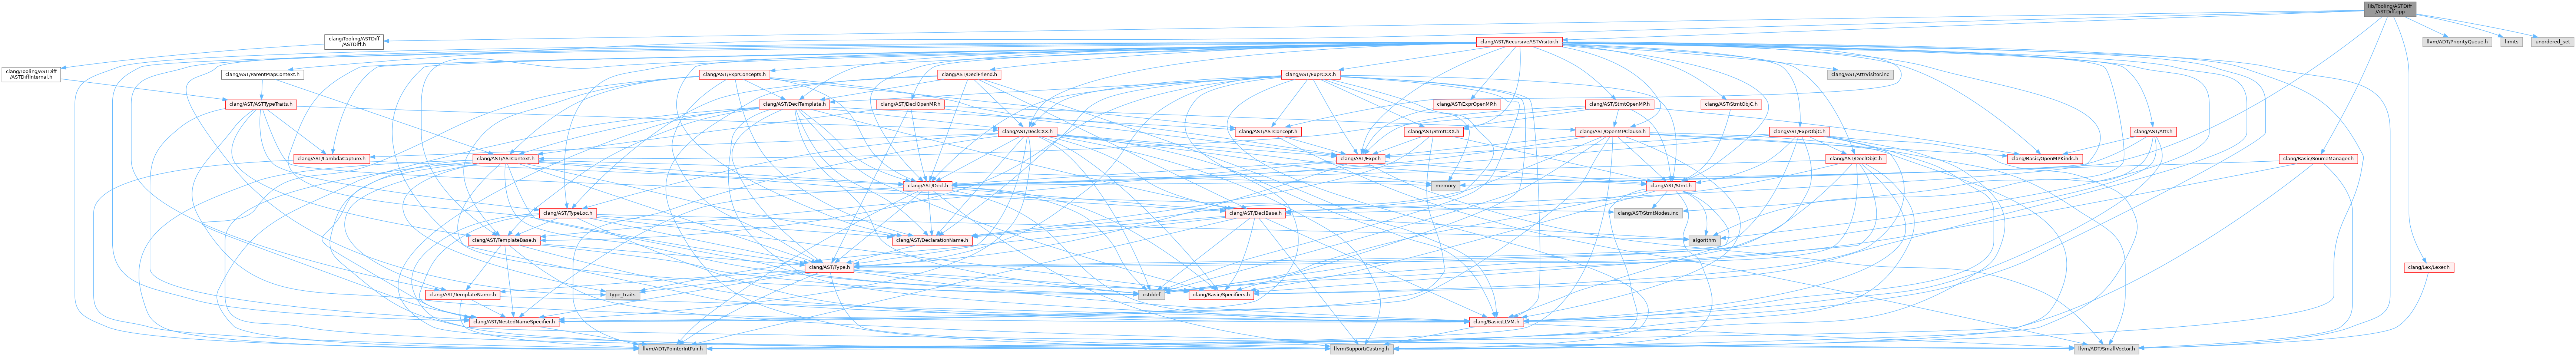 lib/Tooling/ASTDiff
/ASTDiff.cpp
clang/Tooling/ASTDiff
/ASTDiff.h
clang/AST/RecursiveASTVisitor.h
llvm/ADT/PriorityQueue.h
limits
unordered_set
clang/Tooling/ASTDiff
/ASTDiffInternal.h
clang/AST/ParentMapContext.h
clang/AST/ExprConcepts.h
clang/AST/DeclFriend.h
clang/AST/ExprCXX.h
clang/AST/AttrVisitor.inc
clang/AST/ASTTypeTraits.h
clang/AST/DeclTemplate.h
clang/AST/DeclOpenMP.h
clang/AST/ExprOpenMP.h
clang/AST/StmtOpenMP.h
clang/AST/StmtObjC.h
clang/AST/DeclCXX.h
clang/AST/ASTConcept.h
clang/AST/StmtCXX.h
clang/AST/OpenMPClause.h
clang/AST/ExprObjC.h
clang/AST/Attr.h
clang/AST/LambdaCapture.h
clang/AST/ASTContext.h
clang/AST/Expr.h
clang/AST/DeclObjC.h
clang/Basic/OpenMPKinds.h
clang/Basic/SourceManager.h
clang/AST/Decl.h
memory
clang/AST/Stmt.h
clang/AST/TypeLoc.h
clang/AST/DeclBase.h
clang/AST/StmtNodes.inc
clang/AST/TemplateBase.h
clang/AST/DeclarationName.h
algorithm
clang/AST/Type.h
clang/Lex/Lexer.h
clang/AST/TemplateName.h
type_traits
cstddef
clang/Basic/Specifiers.h
clang/AST/NestedNameSpecifier.h
clang/Basic/LLVM.h
llvm/ADT/PointerIntPair.h
llvm/Support/Casting.h
llvm/ADT/SmallVector.h